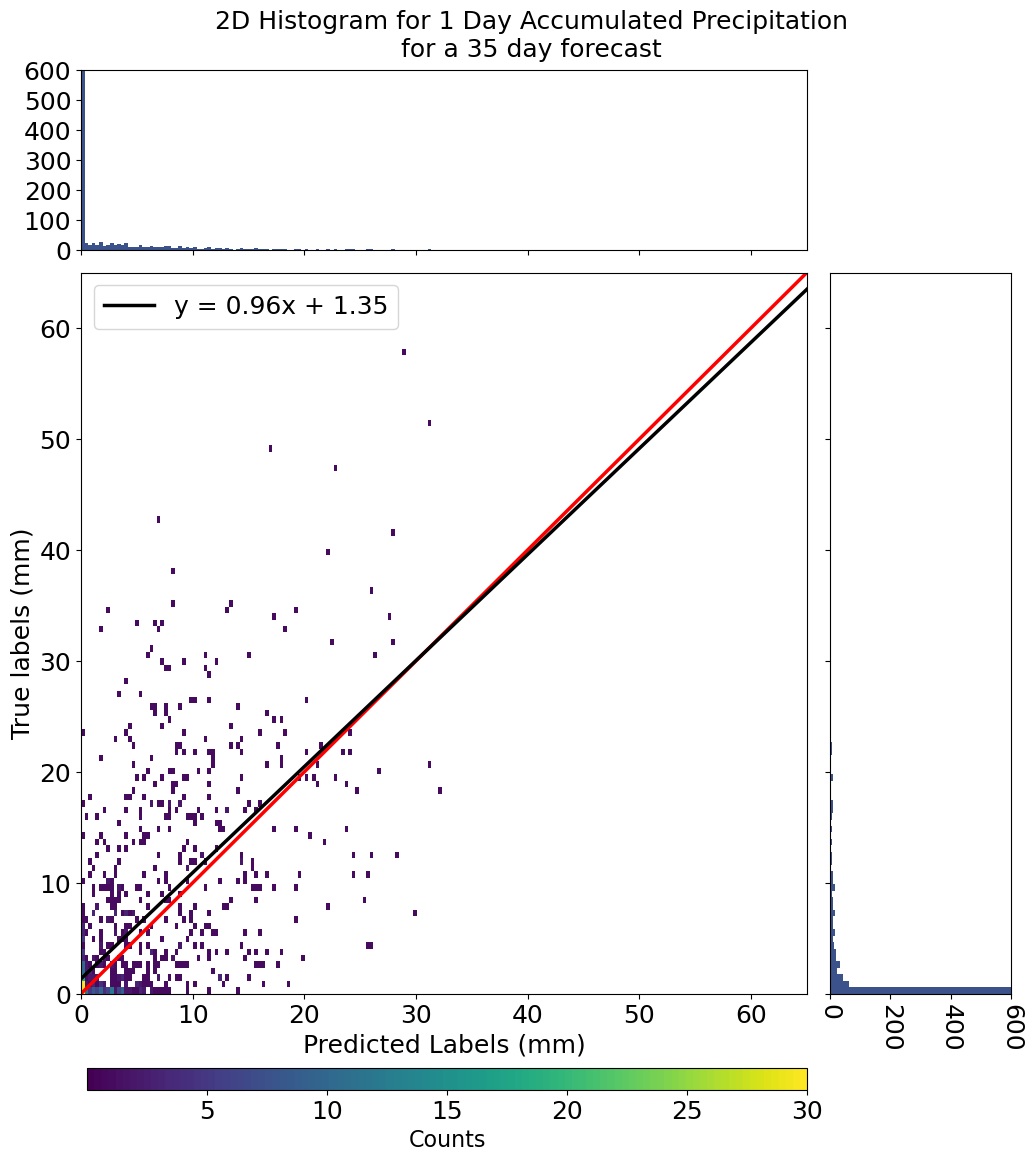 2D Histogram for 1 Day Accumulated Precipitation
for a 35 day forecast
600
500
400
300
200
100
0
y = 0.96x + 1.35
60
50
40
30
20
10
0
True labels (mm)
0 10 20 30 40 50 60
Predicted Labels (mm)
0 200 400 600
5 10 15 20 25 30
Counts